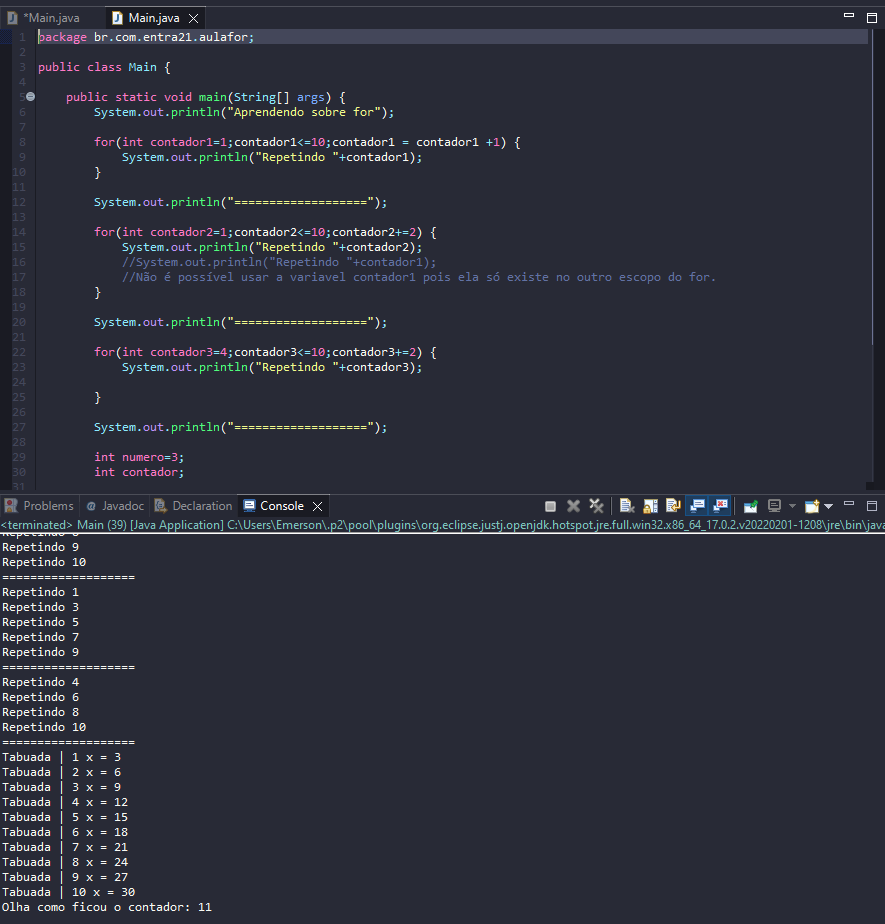 *Main.java Main.java
1 package br.com.entra21.aulafor;
2
3 public class Main {
4
5 public static void main(String[] args) {
6 System.out.println("Aprendendo sobre for");
7
8 for(int contador1=1;contador1<=10;contador1 = contador1 +1) {
9 System.out.println("Repetindo "+contador1);
10 }
11
12 System.out.println("===================");
13
14 for(int contador2=1;contador2<=10;contador2+=2) {
15 System.out.println("Repetindo "+contador2);
16 //System.out.println("Repetindo "+contador1);
17 //Não é possível usar a variavel contador1 pois ela só existe no outro escopo do for.
18 }
19
20 System.out.println("===================");
21
22 for(int contador3=4;contador3<=10;contador3+=2) {
23 System.out.println("Repetindo "+contador3);
24
25 }
26
27 System.out.println("===================");
28
29 int numero=3;
30 int contador;
31
Problems Javadoc Declaration Console
<terminated> Main (39) [Java Application] C:\Users\Emerson\.p2\pool\plugins\org.eclipse.justj.openjdk.hotspot.jre.full.win32.x86_64_17.0.2.v20220201-1208\jre\bin\java
Repetindo 8
Repetindo 9
Repetindo 10
===================
Repetindo 1
Repetindo 3
Repetindo 5
Repetindo 7
Repetindo 9
===================
Repetindo 4
Repetindo 6
Repetindo 8
Repetindo 10
===================
Tabuada | 1 x = 3
Tabuada | 2 x = 6
Tabuada | 3 x = 9
Tabuada | 4 x = 12
Tabuada | 5 x = 15
Tabuada | 6 x = 18
Tabuada | 7 x = 21
Tabuada | 8 x = 24
Tabuada | 9 x = 27
Tabuada | 10 x = 30
Olha como ficou o contador: 11